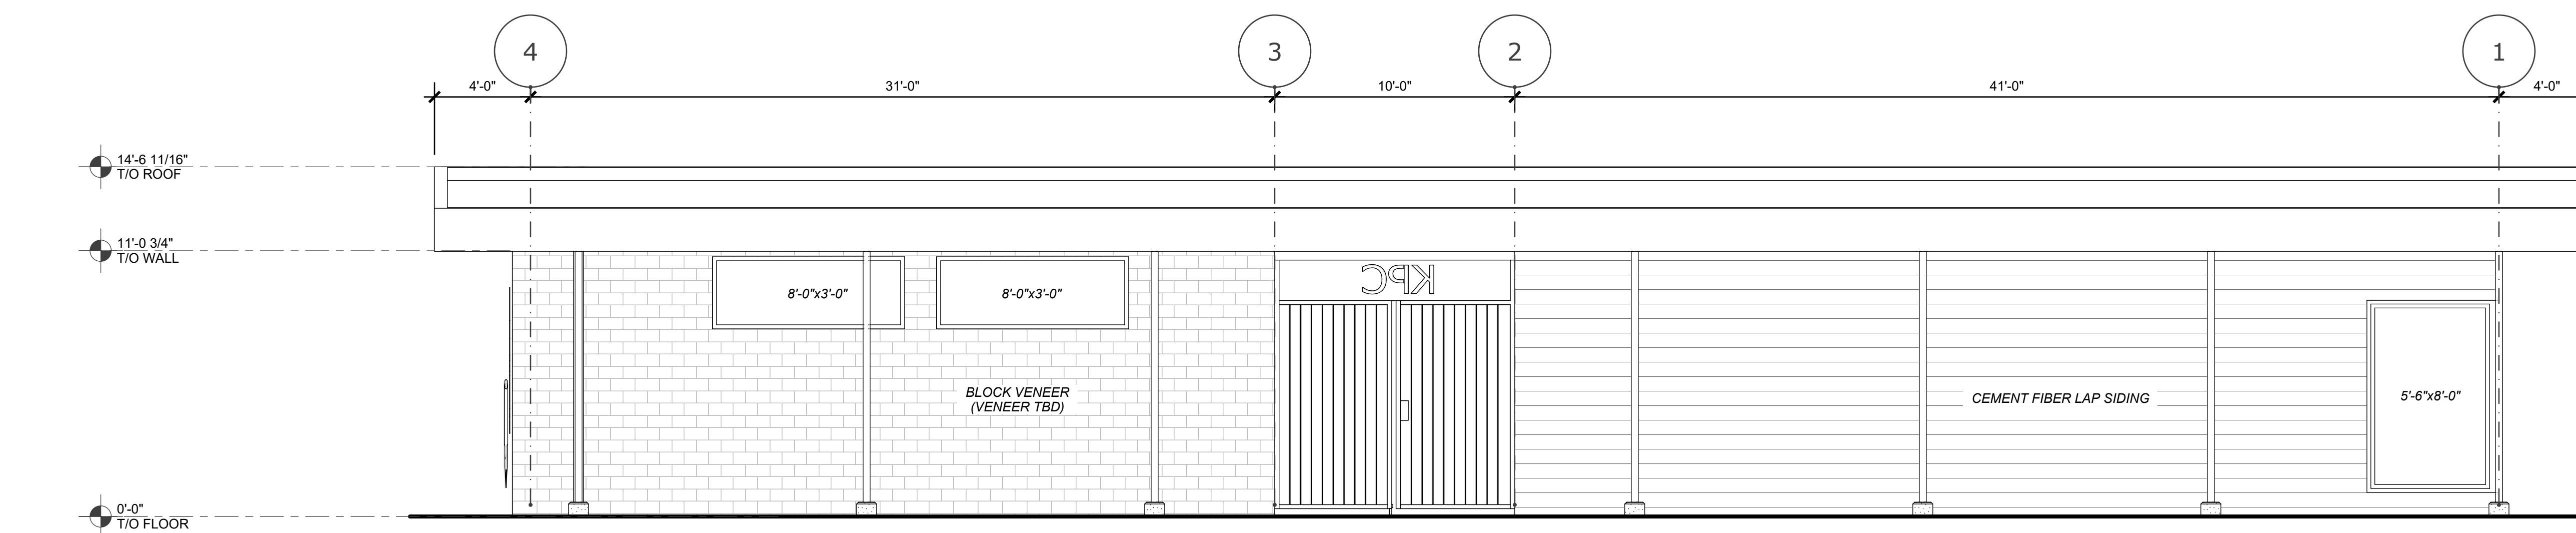 4
3
2
1
4'-0"
31'-0"
10'-0"
41'-0"
4'-0"
14'-6 11/16"
T/O ROOF
11'-0 3/4"
T/O WALL
8'-0"x3'-0"
8'-0"x3'-0"
KPC
BLOCK VENEER
(VENEER TBD)
CEMENT FIBER LAP SIDING
5'-6"x8'-0"
0'-0"
T/O FLOOR